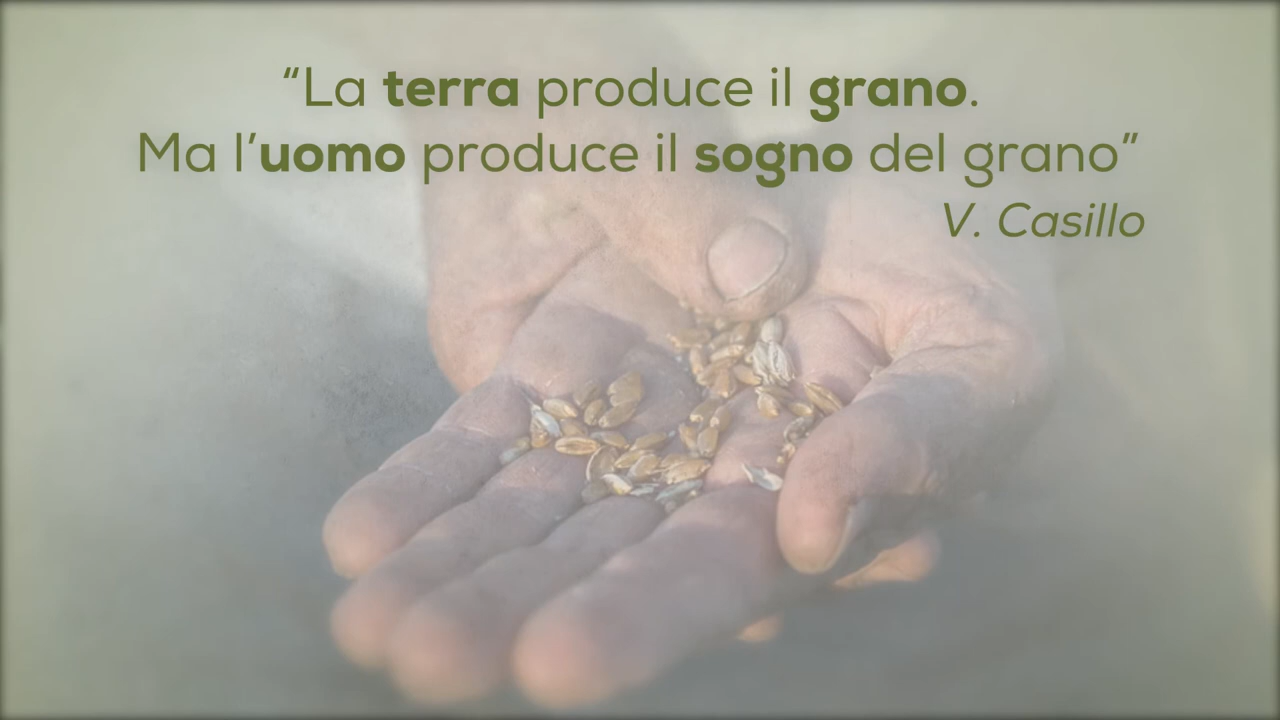 “La terra produce il grano.
Ma l’uomo produce il sogno del grano”
V. Casillo